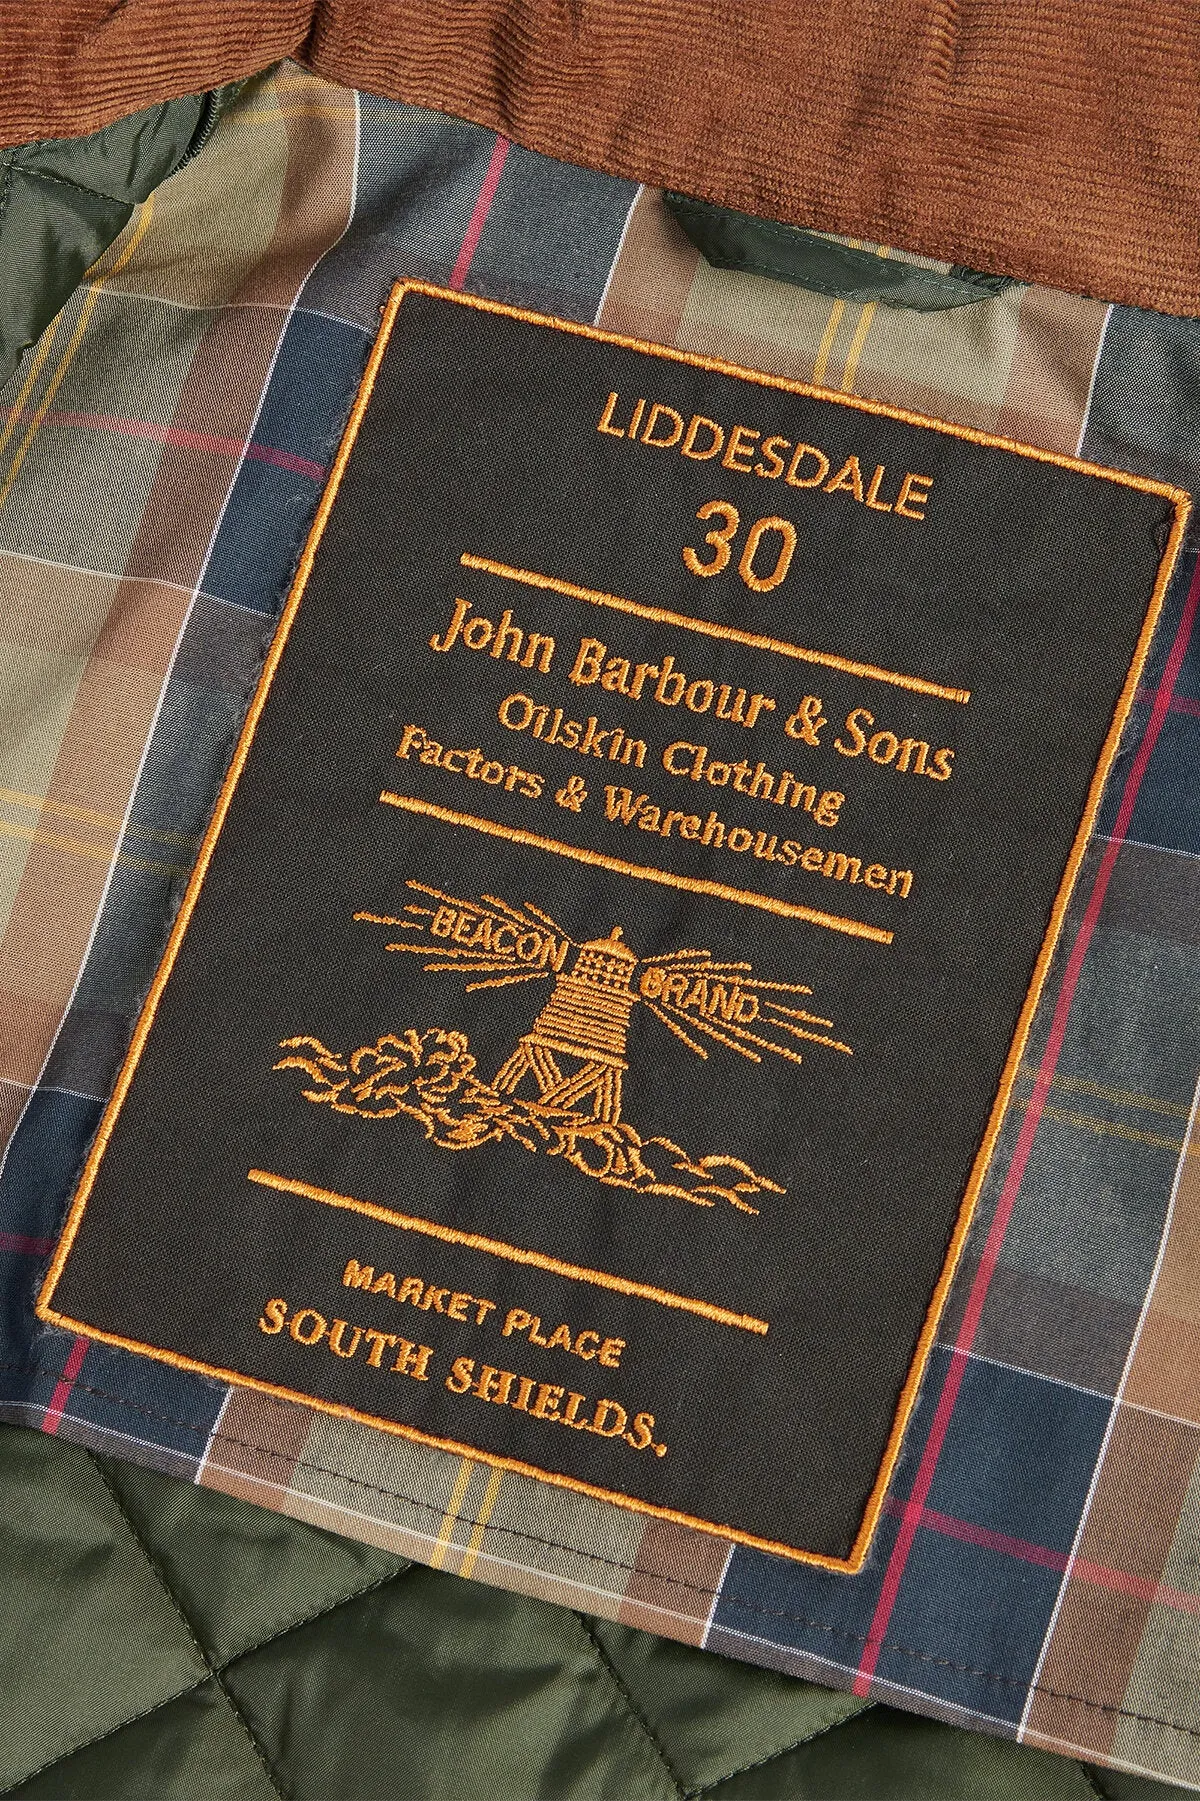 LIDDESDALE
30
John Barbour & Sons
Oilskin Clothing
Factors & Warehousemen
BEACON BRAND
MARKET PLACE
SOUTH SHIELDS.